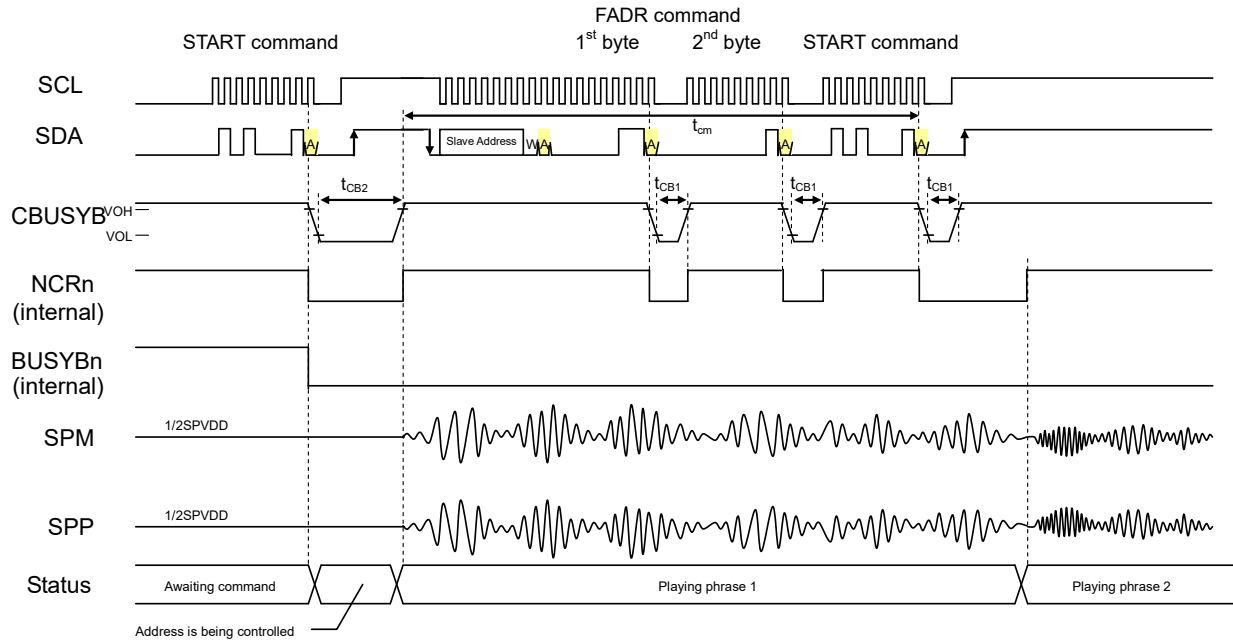 FADR command
START command 1st byte 2nd byte START command
SCL
tcm
SDA A Slave Address W A A A A
tCB2 tCB1 tCB1 tCB1
CBUSYB VOH
VOL
NCRn
(internal)
BUSYBn
(internal)
SPM 1/2SPVDD
SPP 1/2SPVDD
Status Awaiting command Playing phrase 1 Playing phrase 2
Address is being controlled